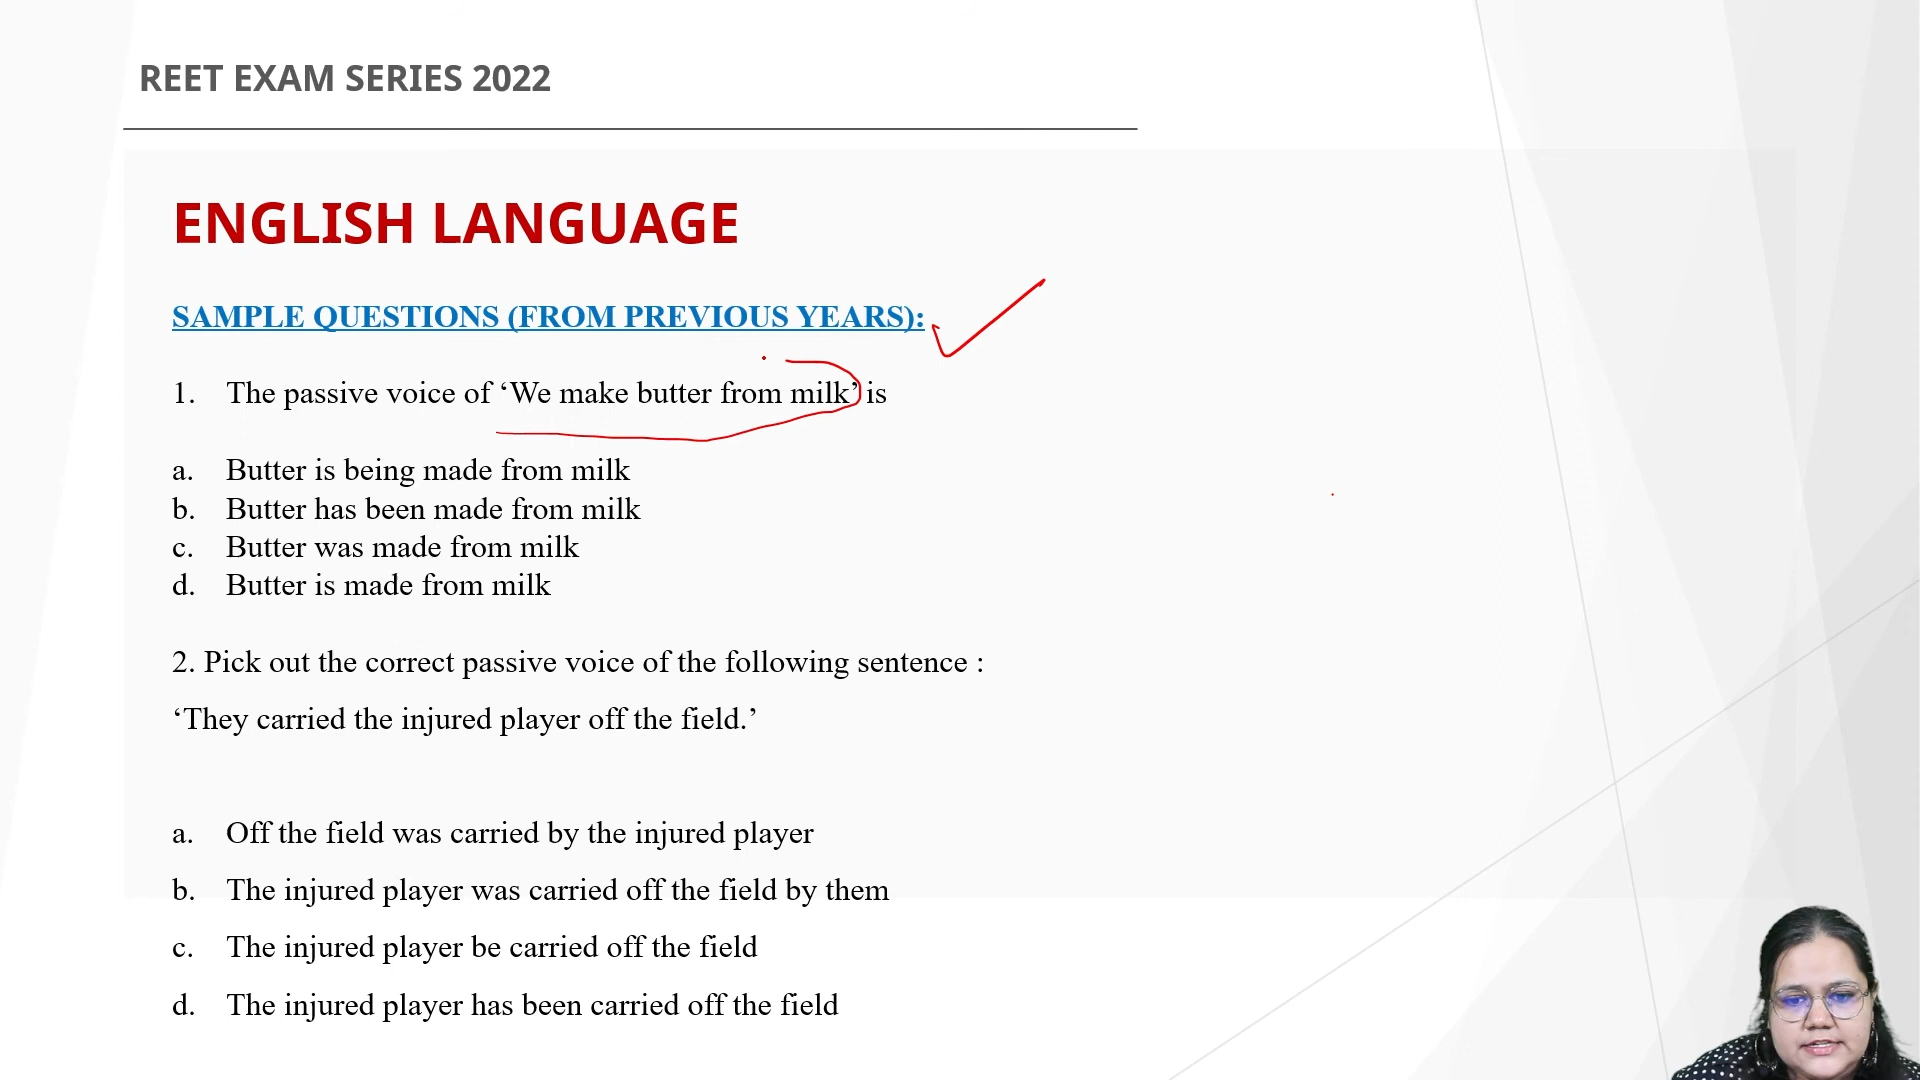 REET EXAM SERIES 2022
ENGLISH LANGUAGE
SAMPLE QUESTIONS (FROM PREVIOUS YEARS):
1. The passive voice of ‘We make butter from milk’ is
a. Butter is being made from milk
b. Butter has been made from milk
c. Butter was made from milk
d. Butter is made from milk
2. Pick out the correct passive voice of the following sentence :
‘They carried the injured player off the field.’
a. Off the field was carried by the injured player
b. The injured player was carried off the field by them
c. The injured player be carried off the field
d. The injured player has been carried off the field